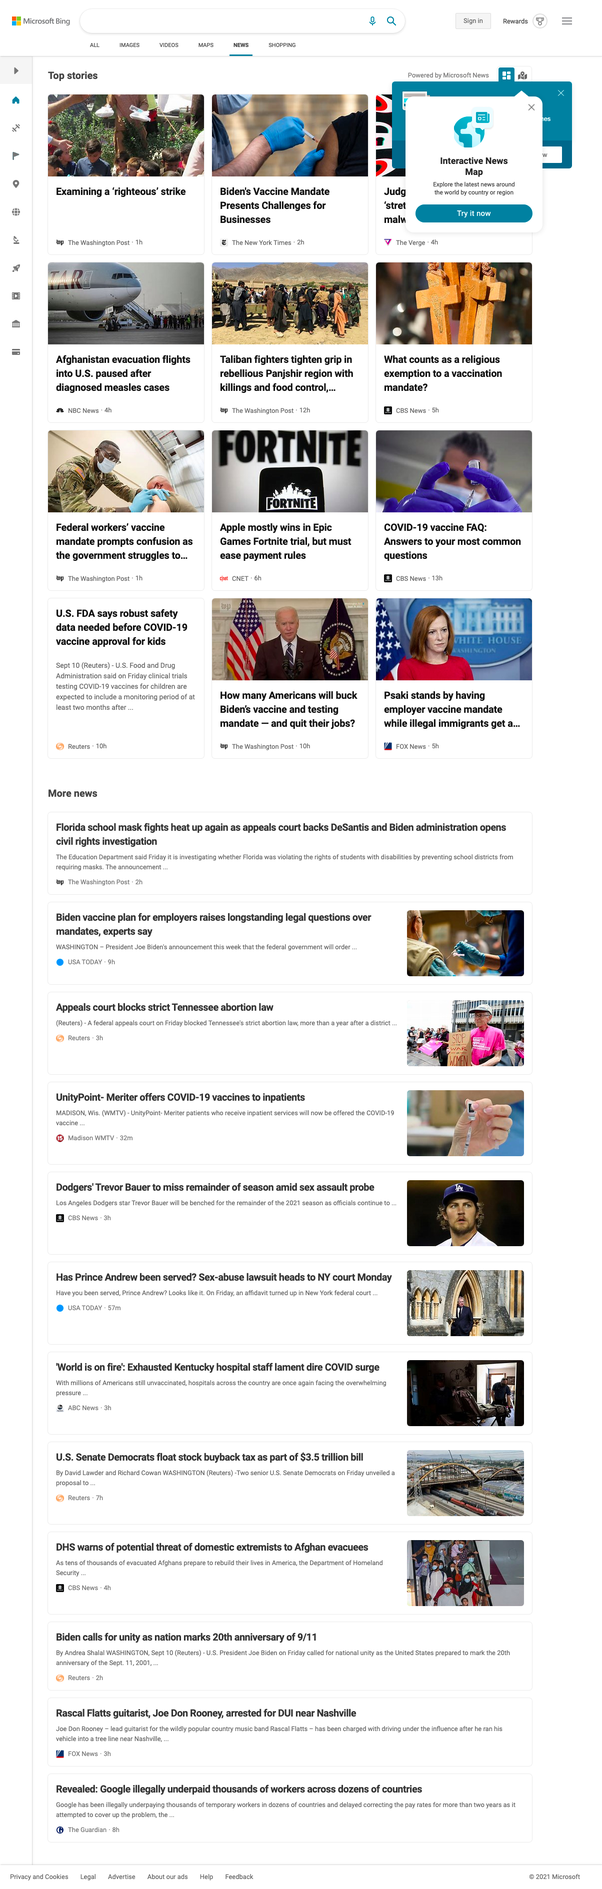 Microsoft Bing
Sign in
Rewards
ALL
IMAGES
VIDEOS
MAPS
NEWS
SHOPPING
Top stories
Powered by Microsoft News
Interactive News
Map
Explore the latest news around
the world by country or region
Try it now
Examining a ‘righteous’ strike
The Washington Post · 1h
Biden's Vaccine Mandate
Presents Challenges for
Businesses
The New York Times · 2h
Judg
‘stret
malw
The Verge · 4h
Afghanistan evacuation flights
into U.S. paused after
diagnosed measles cases
NBC News · 4h
Taliban fighters tighten grip in
rebellious Panjshir region with
killings and food control,...
The Washington Post · 12h
What counts as a religious
exemption to a vaccination
mandate?
CBS News · 5h
Federal workers’ vaccine
mandate prompts confusion as
the government struggles to...
The Washington Post · 1h
FORTNITE
FORTNITE
Apple mostly wins in Epic
Games Fortnite trial, but must
ease payment rules
CNET · 6h
COVID-19 vaccine FAQ:
Answers to your most common
questions
CBS News · 13h
U.S. FDA says robust safety
data needed before COVID-19
vaccine approval for kids
Sept 10 (Reuters) - U.S. Food and Drug
Administration said on Friday clinical trials
testing COVID-19 vaccines for children are
expected to include a monitoring period of at
least two months after ...
Reuters · 10h
How many Americans will buck
Biden’s vaccine and testing
mandate — and quit their jobs?
The Washington Post · 10h
WHITE HOUSE
WASHINGTON
Psaki stands by having
employer vaccine mandate
while illegal immigrants get a...
FOX News · 5h
More news
Florida school mask fights heat up again as appeals court backs DeSantis and Biden administration opens
civil rights investigation
The Education Department said Friday it is investigating whether Florida was violating the rights of students with disabilities by preventing school districts from
requiring masks. The announcement ...
The Washington Post · 2h
Biden vaccine plan for employers raises longstanding legal questions over
mandates, experts say
WASHINGTON – President Joe Biden's announcement this week that the federal government will order ...
USA TODAY · 9h
Appeals court blocks strict Tennessee abortion law
(Reuters) - A federal appeals court on Friday blocked Tennessee's strict abortion law, more than a year after a district ...
Reuters · 3h
UnityPoint- Meriter offers COVID-19 vaccines to inpatients
MADISON, Wis. (WMTV) - UnityPoint- Meriter patients who receive inpatient services will now be offered the COVID-19
vaccine ...
Madison WMTV · 32m
Dodgers' Trevor Bauer to miss remainder of season amid sex assault probe
Los Angeles Dodgers star Trevor Bauer will be benched for the remainder of the 2021 season as officials continue to ...
CBS News · 3h
Has Prince Andrew been served? Sex-abuse lawsuit heads to NY court Monday
Have you been served, Prince Andrew? Looks like it. On Friday, an affidavit turned up in New York federal court ...
USA TODAY · 57m
'World is on fire': Exhausted Kentucky hospital staff lament dire COVID surge
With millions of Americans still unvaccinated, hospitals across the country are once again facing the overwhelming
pressure ...
ABC News · 3h
U.S. Senate Democrats float stock buyback tax as part of $3.5 trillion bill
By David Lawder and Richard Cowan WASHINGTON (Reuters) -Two senior U.S. Senate Democrats on Friday unveiled a
proposal to ...
Reuters · 7h
DHS warns of potential threat of domestic extremists to Afghan evacuees
As tens of thousands of evacuated Afghans prepare to rebuild their lives in America, the Department of Homeland
Security ...
CBS News · 4h
Biden calls for unity as nation marks 20th anniversary of 9/11
By Andrea Shalal WASHINGTON, Sept 10 (Reuters) - U.S. President Joe Biden on Friday called for national unity as the United States prepared to mark the 20th
anniversary of the Sept. 11, 2001, ...
Reuters · 2h
Rascal Flatts guitarist, Joe Don Rooney, arrested for DUI near Nashville
Joe Don Rooney – lead guitarist for the wildly popular country music band Rascal Flatts – has been charged with driving under the influence after he ran his
vehicle into a tree line near Nashville, ...
FOX News · 3h
Revealed: Google illegally underpaid thousands of workers across dozens of countries
Google has been illegally underpaying thousands of temporary workers in dozens of countries and delayed correcting the pay rates for more than two years as it
attempted to cover up the problem, the ...
The Guardian · 8h
Privacy and Cookies
Legal
Advertise
About our ads
Help
Feedback
© 2021 Microsoft